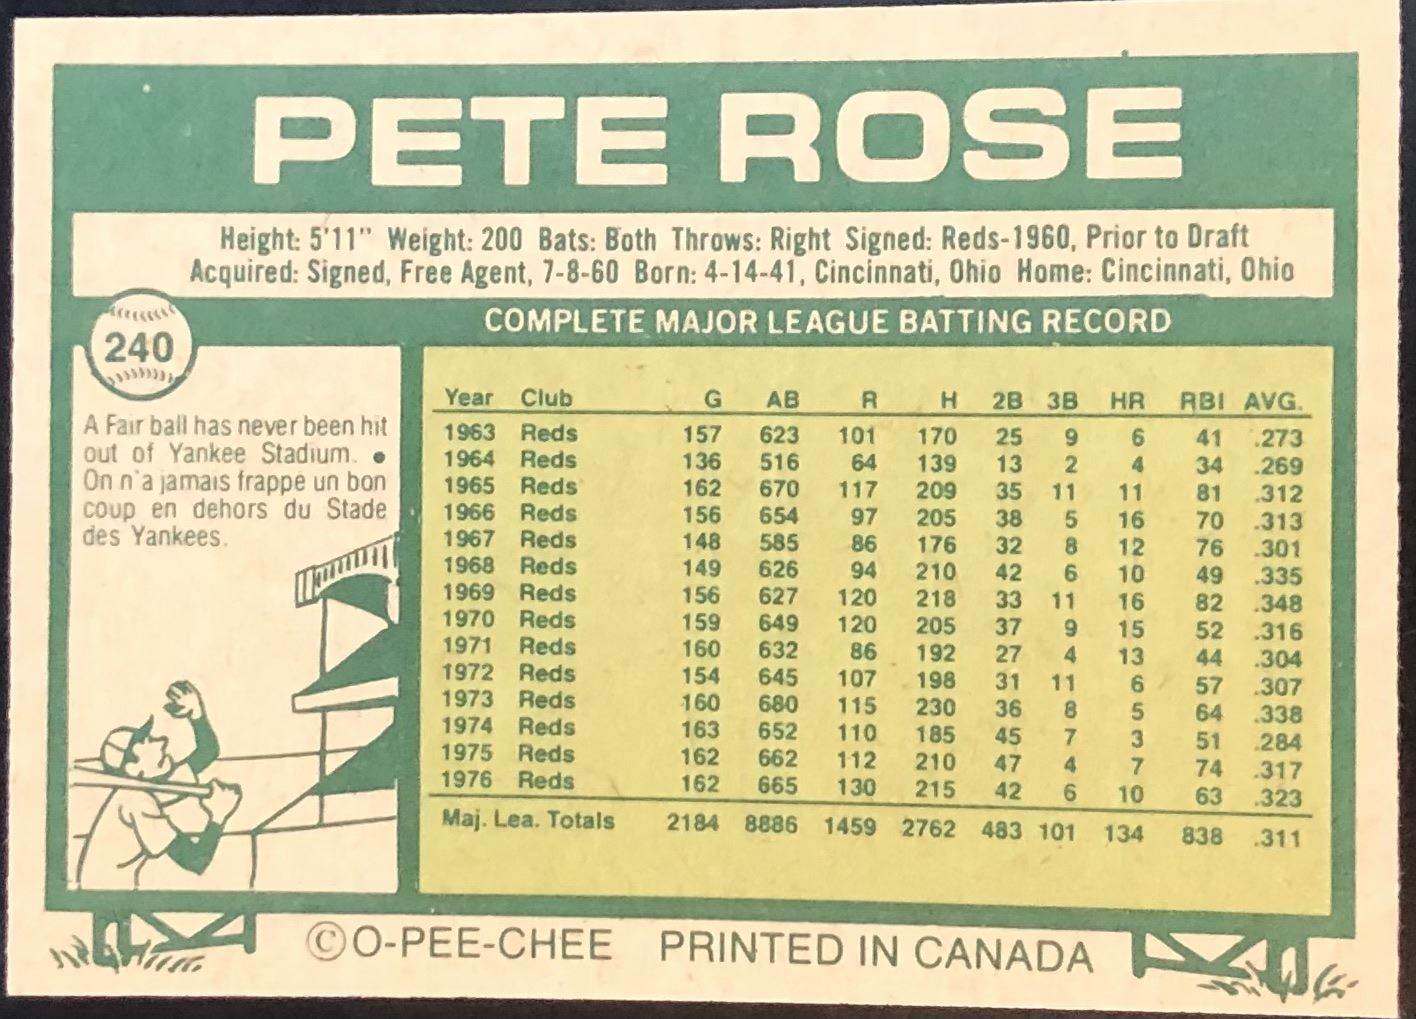 PETE ROSE
Height: 5'11" Weight: 200 Bats: Both Throws: Right Signed: Reds-1960, Prior to Draft
Acquired: Signed, Free Agent, 7-8-60 Born: 4-14-41, Cincinnati, Ohio Home: Cincinnati, Ohio
240
COMPLETE MAJOR LEAGUE BATTING RECORD
A Fair ball has never been hit
out of Yankee Stadium. •
On n'a jamais frappé un bon
coup en dehors du Stade
des Yankees.
Year Club G AB R H 2B 3B HR RBI AVG.
1963 Reds 157 623 101 170 25 9 6 41 .273
1964 Reds 136 516 64 139 13 2 4 34 .269
1965 Reds 162 670 117 209 35 11 11 81 .312
1966 Reds 156 654 97 205 38 5 16 70 .313
1967 Reds 148 585 86 176 32 8 12 76 .301
1968 Reds 149 626 94 210 42 6 10 49 .335
1969 Reds 156 627 120 218 33 11 16 82 .348
1970 Reds 159 649 120 205 37 9 15 52 .316
1971 Reds 160 632 86 192 27 4 13 44 .304
1972 Reds 154 645 107 198 31 11 6 57 .307
1973 Reds 160 680 115 230 36 8 5 64 .338
1974 Reds 163 652 110 185 45 7 3 51 .284
1975 Reds 162 662 112 210 47 4 7 74 .317
1976 Reds 162 665 130 215 42 6 10 63 .323
Maj. Lea. Totals 2184 8886 1459 2762 483 101 134 838 .311
©O-PEE-CHEE PRINTED IN CANADA